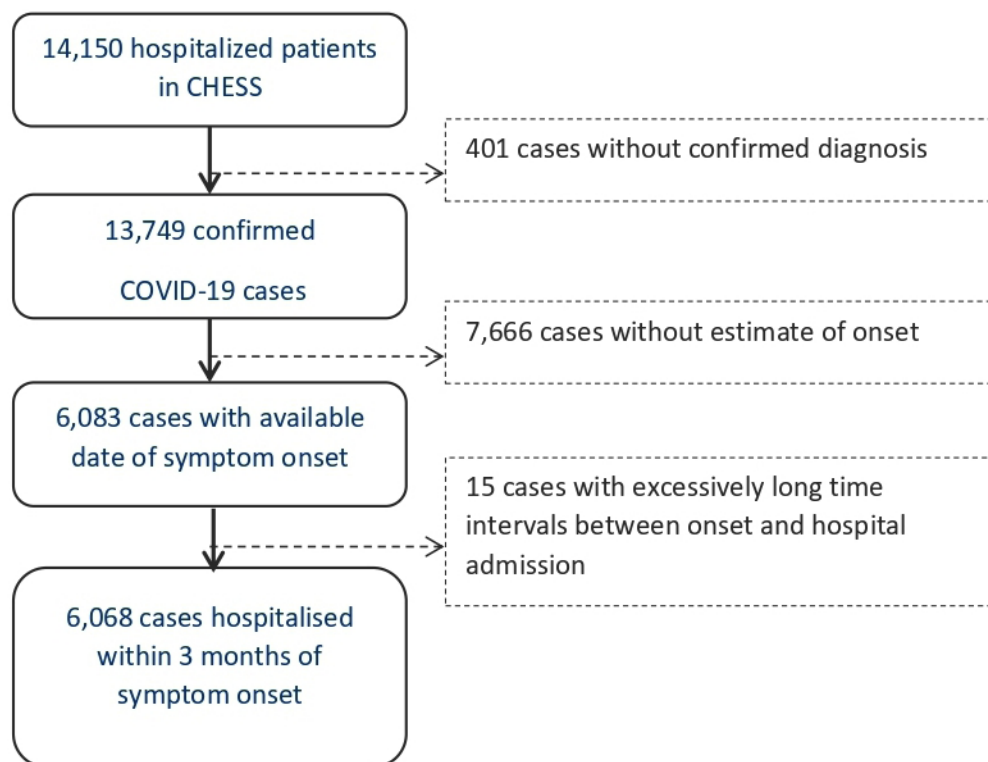 14,150 hospitalized patients
in CHESS
401 cases without confirmed diagnosis
13,749 confirmed
COVID-19 cases
7,666 cases without estimate of onset
6,083 cases with available
date of symptom onset
15 cases with excessively long time
intervals between onset and hospital
admission
6,068 cases hospitalised
within 3 months of
symptom onset